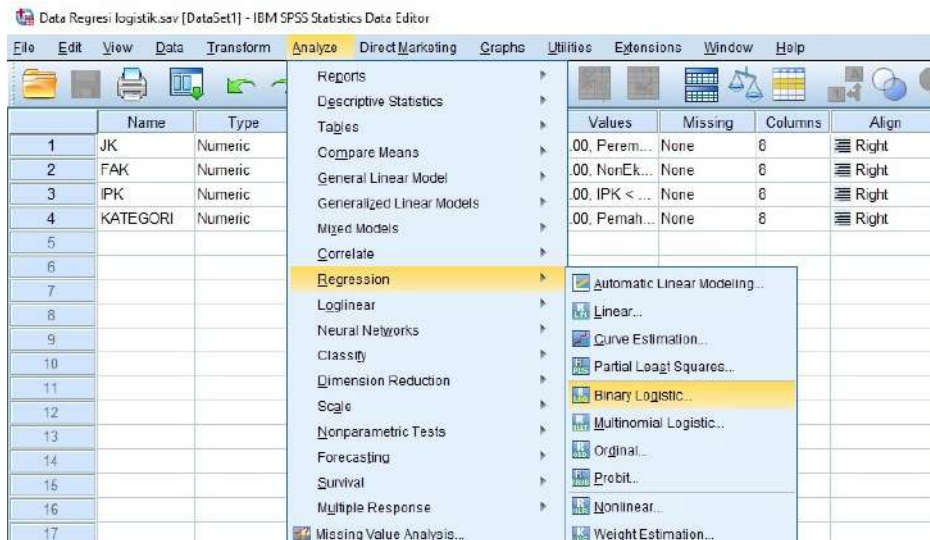 Data Regresi logistik.sav [DataSet1] - IBM SPSS Statistics Data Editor
File Edit View Data Transform Analyze Direct Marketing Graphs Utilities Extensions Window Help
Name Type Values Missing Columns Align
1 JK Numeric .00, Perem... None 8 Right
2 FAK Numeric .00, NonEk... None 8 Right
3 IPK Numeric .00, IPK < ... None 8 Right
4 KATEGORI Numeric .00, Pernah... None 8 Right
5
6
7
8
9
10
11
12
13
14
15
16
17
Reports
Descriptive Statistics
Tables
Compare Means
General Linear Model
Generalized Linear Models
Mixed Models
Correlate
Regression
Loglinear
Neural Networks
Classify
Dimension Reduction
Scale
Nonparametric Tests
Forecasting
Survival
Multiple Response
Missing Value Analysis...
Automatic Linear Modeling...
Linear...
Curve Estimation...
Partial Least Squares...
Binary Logistic...
Multinomial Logistic...
Ordinal...
Probit...
Nonlinear...
Weight Estimation...